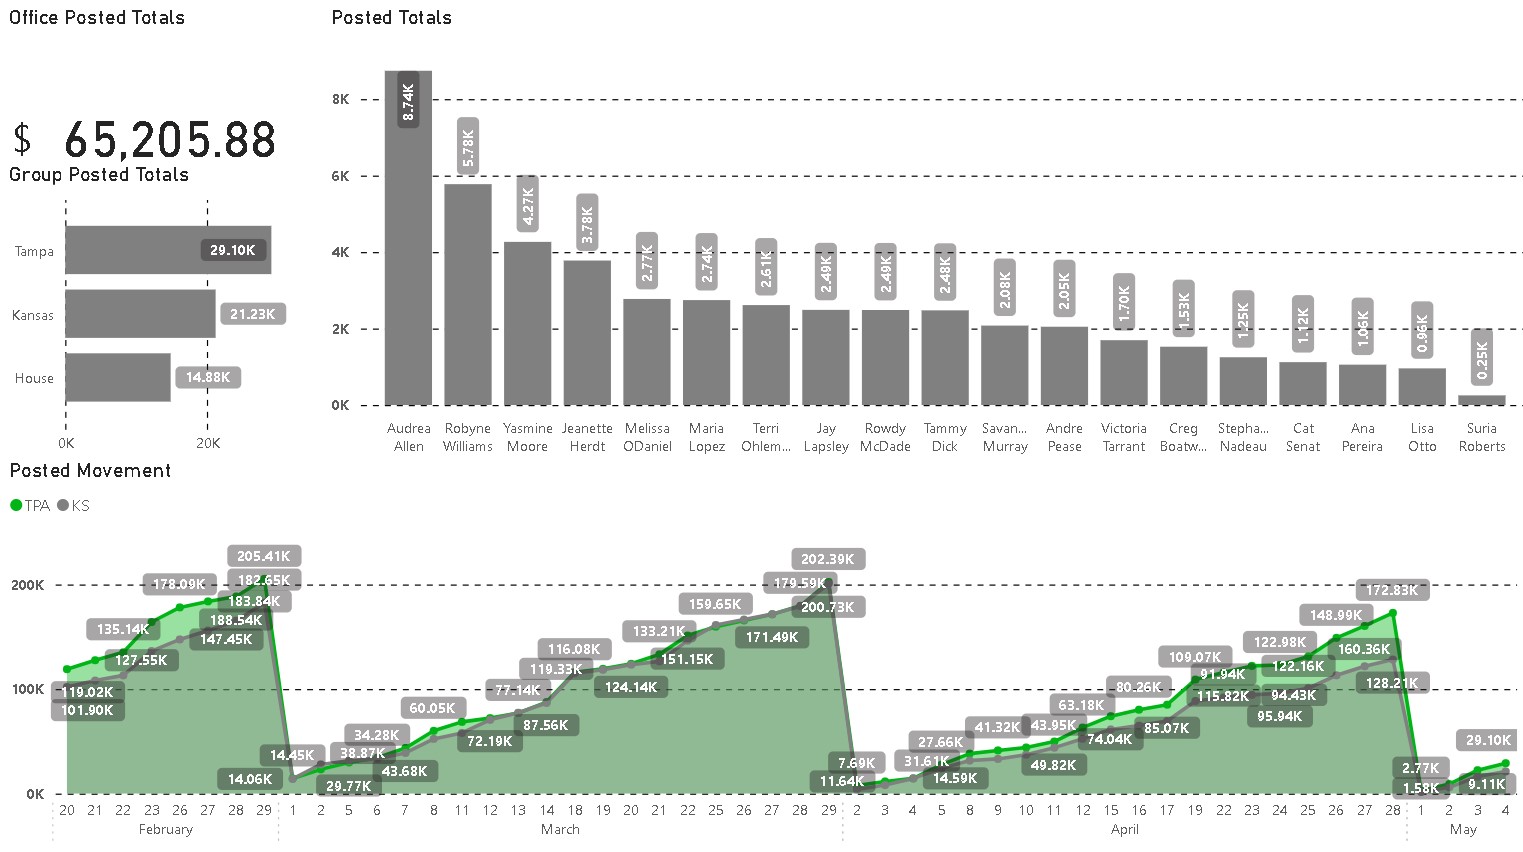 Office Posted Totals
$ 65,205.88
Group Posted Totals
Tampa 29.10K
Kansas 21.23K
House 14.88K
0K 20K
Posted Totals
8K
6K
4K
2K
0K
8.74K 5.78K 4.27K 3.78K 2.77K 2.74K 2.61K 2.49K 2.49K 2.48K 2.08K 2.05K 1.70K 1.53K 1.25K 1.12K 1.06K 0.96K 0.25K
Audrea Robyne Yasmine Jeanette Melissa Maria Terri Jay Rowdy Tammy Savan... Andre Victoria Creg Stepha... Cat Ana Lisa Suria
Allen Williams Moore Herdt ODaniel Lopez Ohlem... Lapsley McDade Dick Murray Pease Tarrant Boatw... Nadeau Senat Pereira Otto Roberts
Posted Movement
TPA KS
200K
100K
0K
119.02K
101.90K
127.55K
135.14K
178.09K
147.45K
188.54K
183.84K
182.65K
205.41K
14.45K
14.06K
29.77K
38.87K
34.28K
43.68K
60.05K
72.19K
77.14K
87.56K
119.33K
116.08K
124.14K
133.21K
151.15K
159.65K
171.49K
179.59K
200.73K
202.39K
7.69K
11.64K
31.61K
27.66K
14.59K
41.32K
43.95K
49.82K
63.18K
74.04K
80.26K
85.07K
109.07K
91.94K
115.82K
122.98K
94.43K
95.94K
122.16K
148.99K
160.36K
172.83K
128.21K
2.77K
1.58K
9.11K
29.10K
20 21 22 23 26 27 28 29 1 2 5 6 7 8 11 12 13 14 18 19 20 21 22 25 26 27 28 29 2 3 4 5 8 9 10 11 12 15 16 17 19 22 23 24 25 26 27 28 1 2 3 4
February March April May